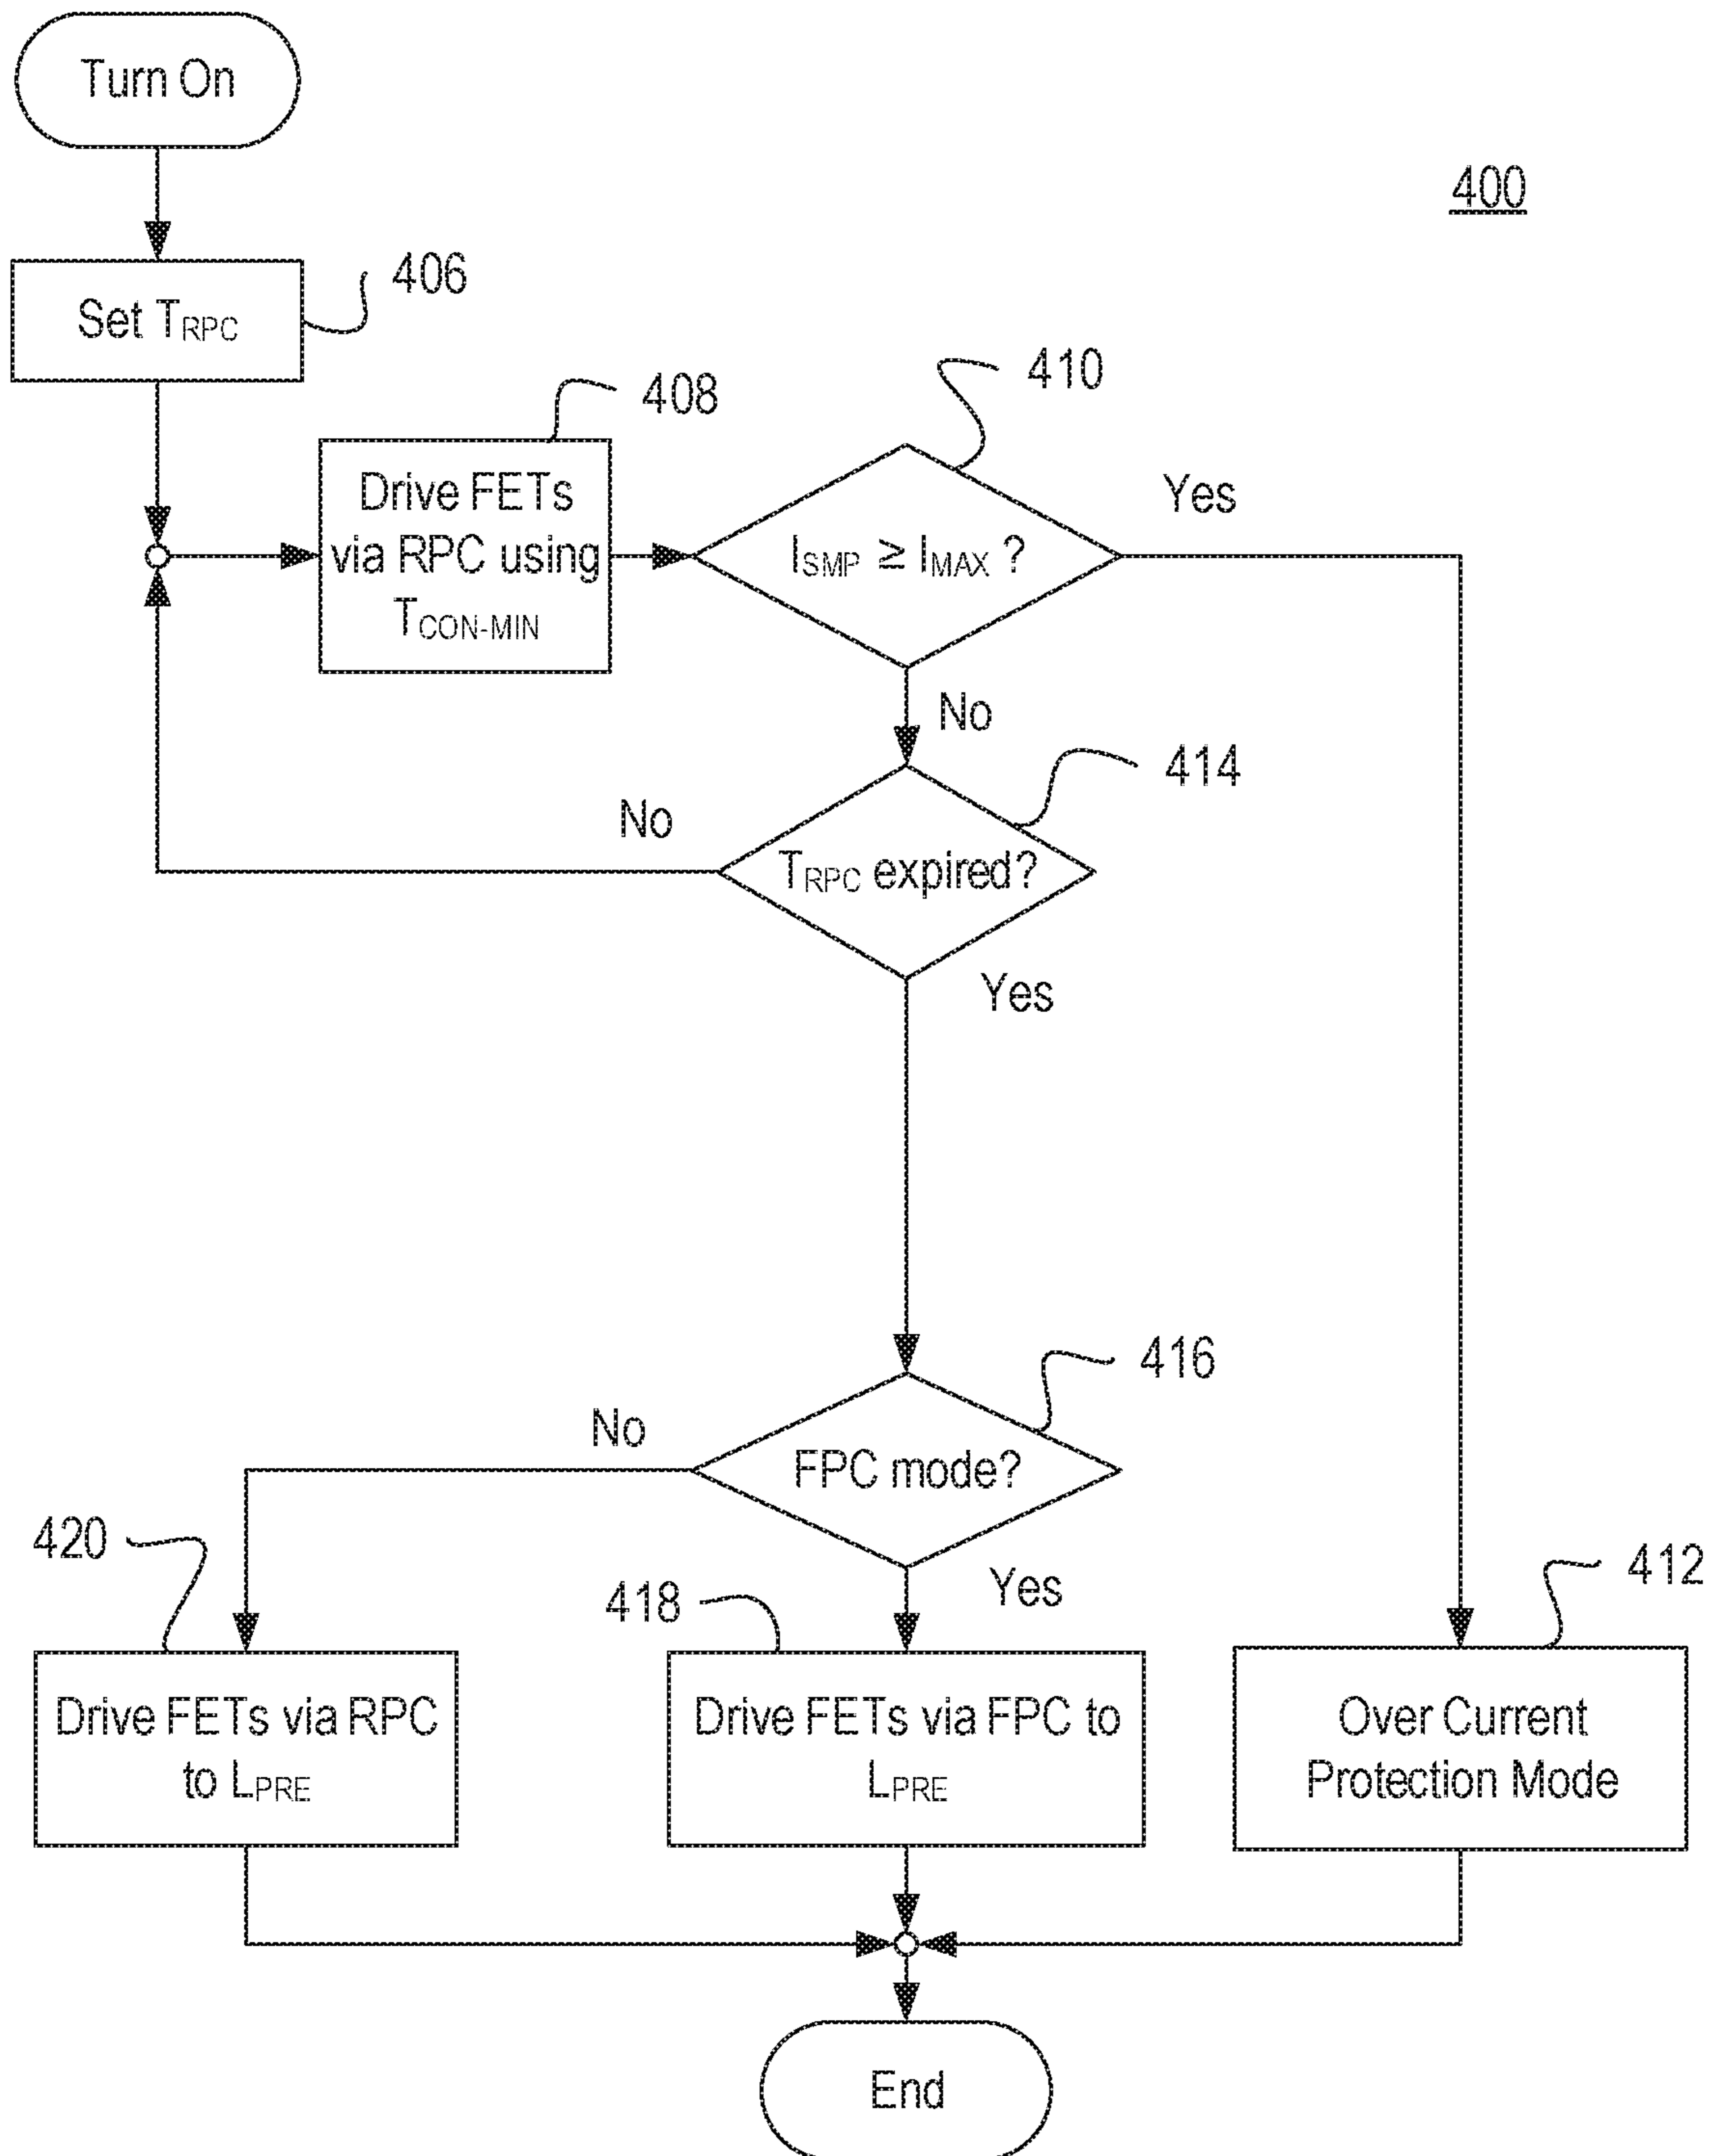 Turn On
400
Set TRPC
406
408
410
Drive FETs
via RPC using
TCON-MIN
ISMP ≥ IMAX ?
Yes
No
414
No
TRPC expired?
Yes
416
No
FPC mode?
Yes
420
418
412
Drive FETs via RPC
to LPRE
Drive FETs via FPC to
LPRE
Over Current
Protection Mode
End